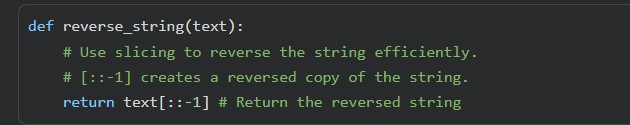 def reverse_string(text):
    # Use slicing to reverse the string efficiently.
    # [::-1] creates a reversed copy of the string.
    return text[::-1] # Return the reversed string